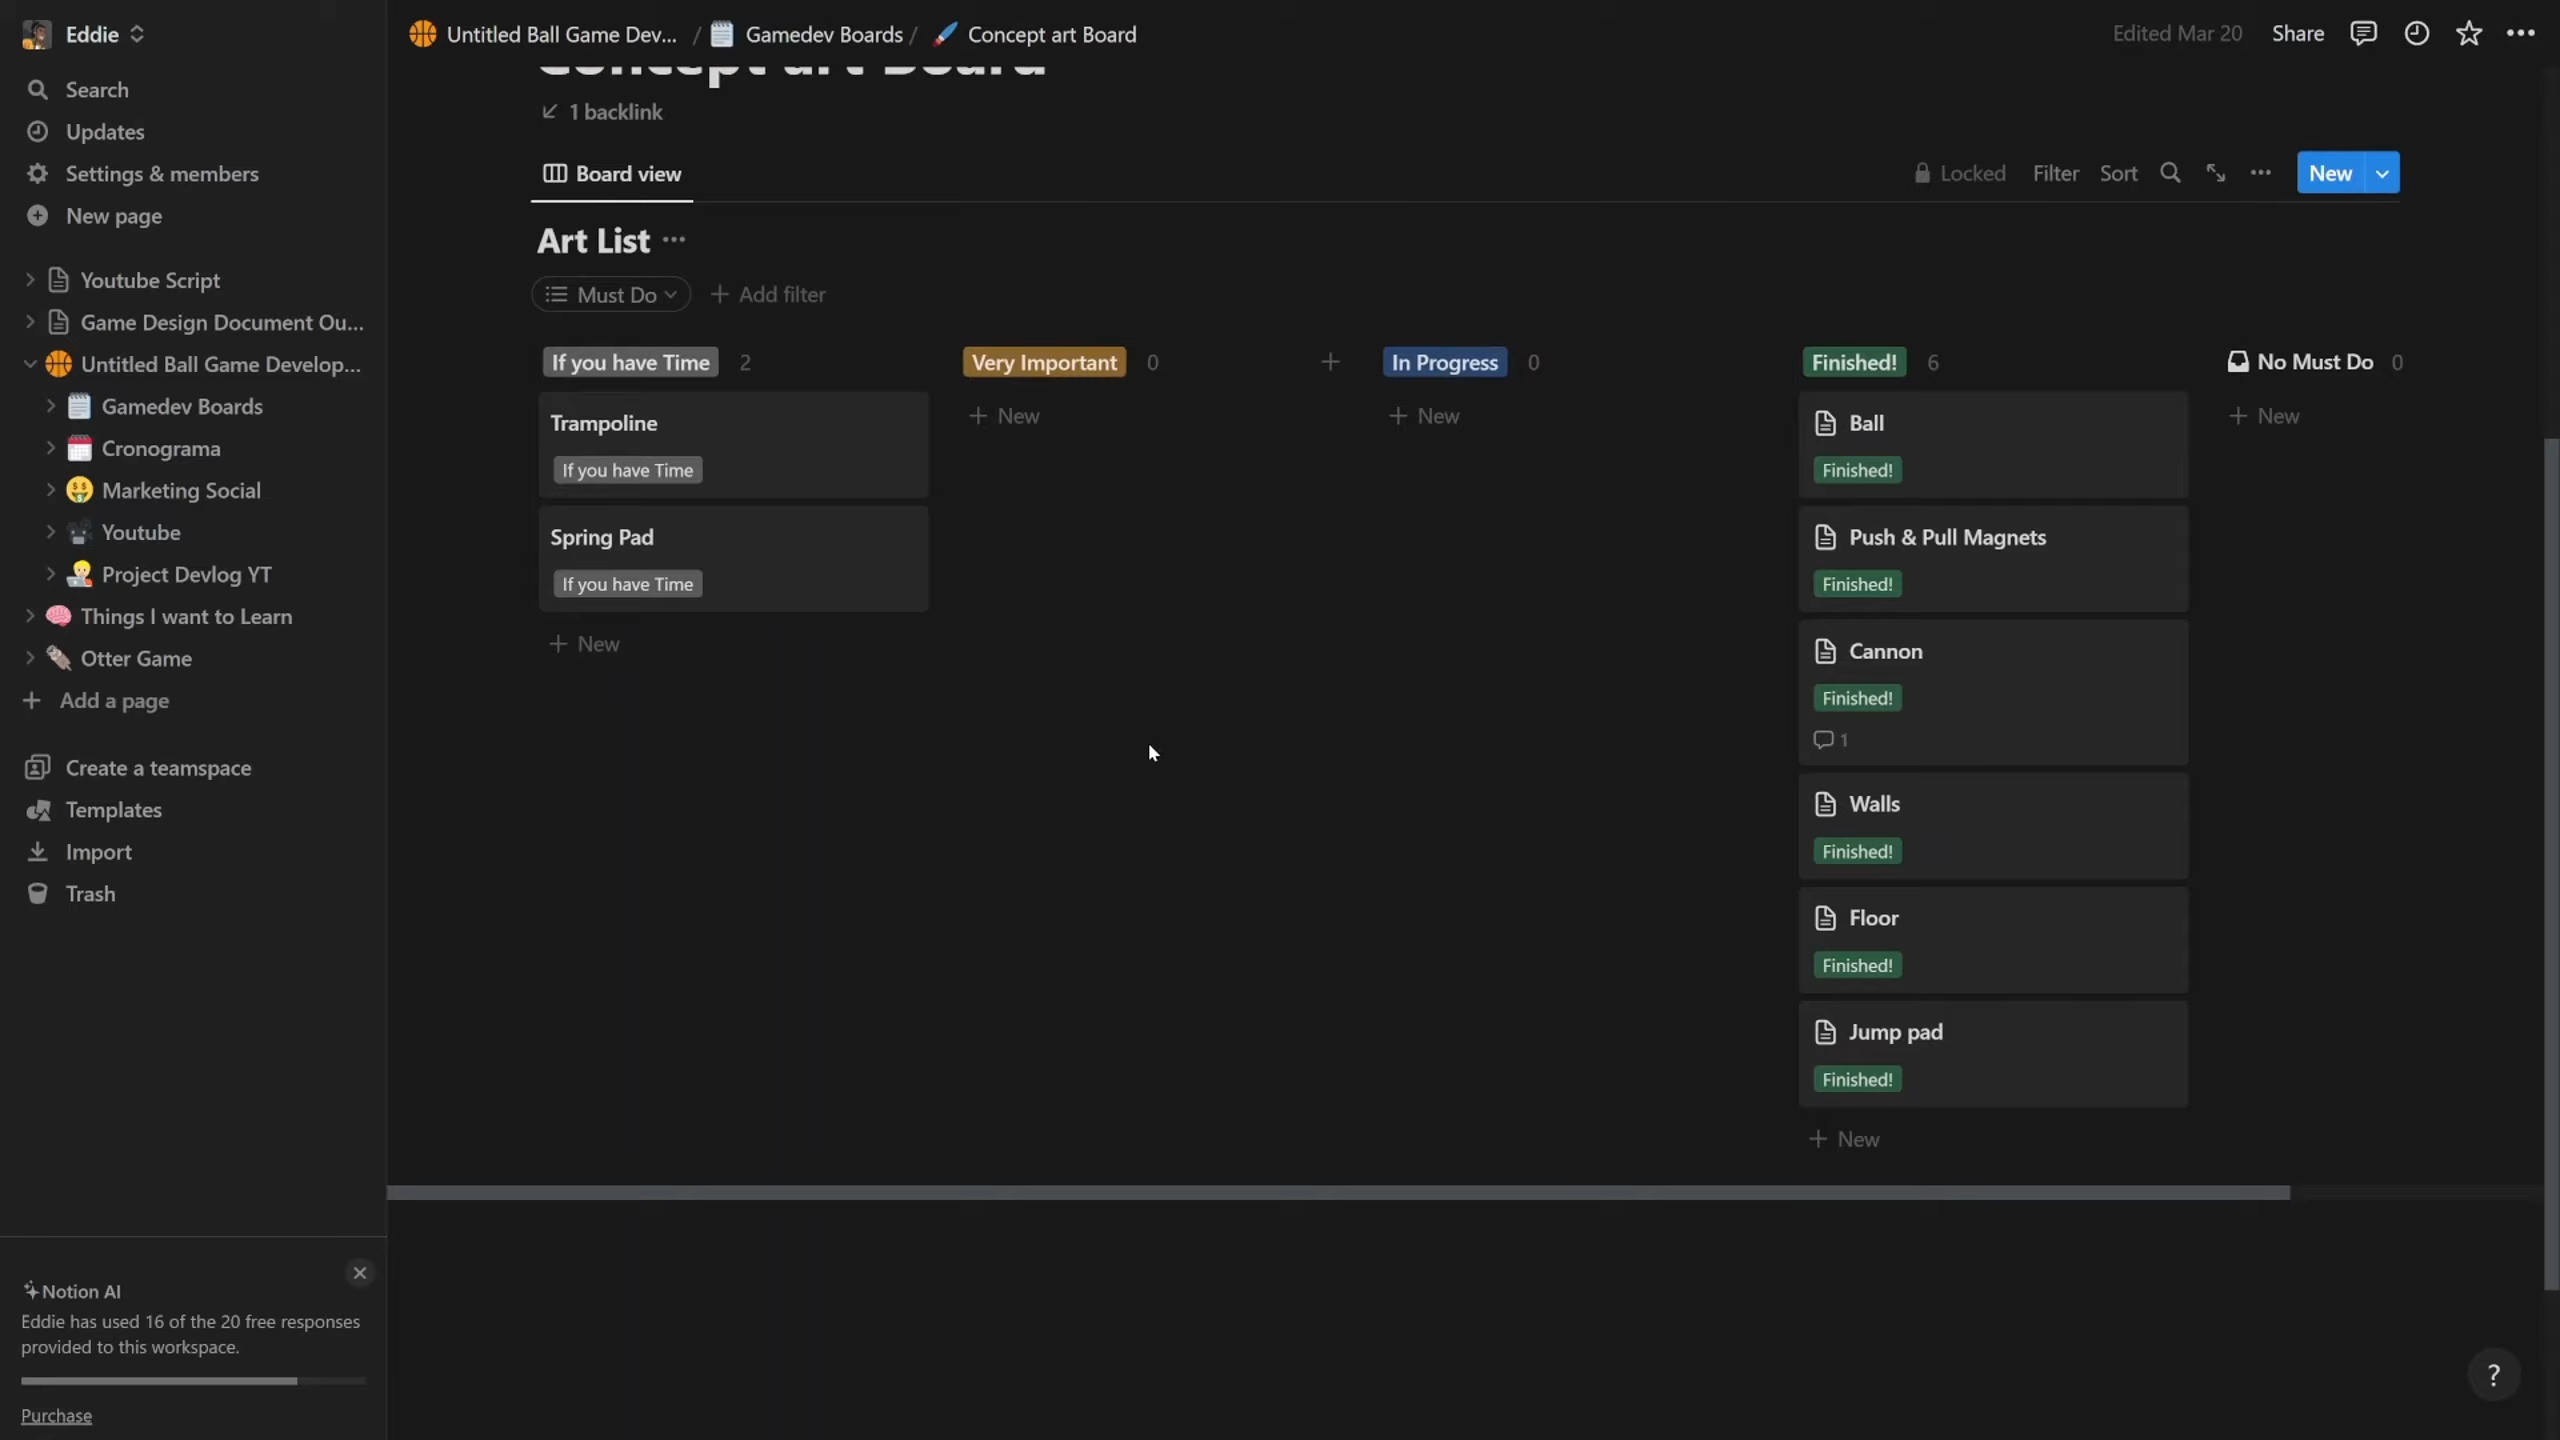 Eddie
Search
Updates
Settings & members
New page
Youtube Script
Game Design Document Ou...
Untitled Ball Game Develop...
Gamedev Boards
Cronograma
Marketing Social
Youtube
Project Devlog YT
Things I want to Learn
Otter Game
Add a page
Create a teamspace
Templates
Import
Trash
Notion AI
Eddie has used 16 of the 20 free responses
provided to this workspace.
Purchase
Untitled Ball Game Dev... / Gamedev Boards / Concept art Board
Edited Mar 20 Share
Concept art Board
1 backlink
Board view
Locked Filter Sort New
Art List
Must Do + Add filter
If you have Time 2
Trampoline
If you have Time
Spring Pad
If you have Time
+ New
Very Important 0
+ New
In Progress 0
+ New
Finished! 6
Ball
Finished!
Push & Pull Magnets
Finished!
Cannon
Finished!
1
Walls
Finished!
Floor
Finished!
Jump pad
Finished!
+ New
No Must Do 0
+ New
?